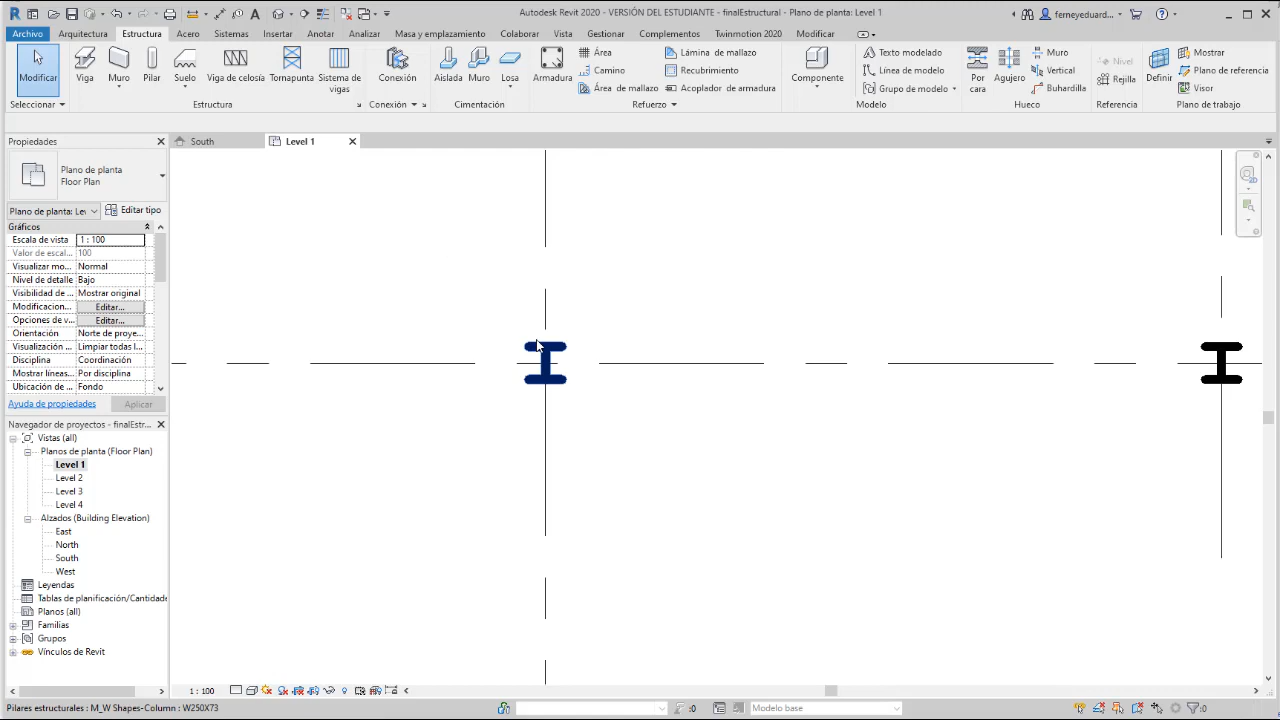 Autodesk Revit 2020 - VERSIÓN DEL ESTUDIANTE - finalEstructural - Plano de planta: Level 1
ferneyeduard...
Archivo Arquitectura Estructura Acero Sistemas Insertar Anotar Analizar Masa y emplazamiento Colaborar Vista Gestionar Complementos Twinmotion 2020 Modificar
Modificar Viga Muro Pilar Suelo Viga de celosía Tornapunta Sistema de vigas Conexión Aislada Muro Losa Armadura
Área
Camino
Área de mallazo
Lámina de mallazo
Recubrimiento
Acoplador de armadura
Componente
Texto modelado
Línea de modelo
Grupo de modelo
Por cara
Agujero
Muro
Vertical
Buhardilla
Nivel
Rejilla
Definir
Mostrar
Plano de referencia
Visor
Seleccionar Estructura Conexión Cimentación Refuerzo Modelo Hueco Referencia Plano de trabajo
Propiedades
South Level 1
Plano de planta
Floor Plan
Plano de planta: Lev Editar tipo
Gráficos
Escala de vista 1 : 100
Valor de escal... 100
Visualizar mo... Normal
Nivel de detalle Bajo
Visibilidad de ... Mostrar original
Modificacion... Editar...
Opciones de v... Editar...
Orientación Norte de proye...
Visualización ... Limpiar todas l...
Disciplina Coordinación
Mostrar líneas... Por disciplina
Ubicación de ... Fondo
Ayuda de propiedades Aplicar
Navegador de proyectos - finalEstr...
Vistas (all)
Planos de planta (Floor Plan)
Level 1
Level 2
Level 3
Level 4
Alzados (Building Elevation)
East
North
South
West
Leyendas
Tablas de planificación/Cantidade
Planos (all)
Familias
Grupos
Vínculos de Revit
2D
1 : 100
Pilares estructurales : M_W Shapes-Column : W250X73
:0
Modelo base
:0